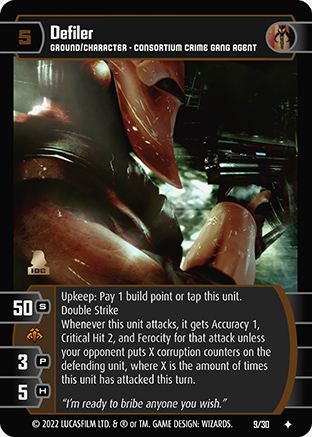 5
Defiler
GROUND/CHARACTER - CONSORTIUM CRIME GANG AGENT
IDC
50 S
3 P
5 H
Upkeep: Pay 1 build point or tap this unit.
Double Strike
Whenever this unit attacks, it gets Accuracy 1,
Critical Hit 2, and Ferocity for that attack unless
your opponent puts X corruption counters on the
defending unit, where X is the amount of times
this unit has attacked this turn.
“I’m ready to bribe anyone you wish.”
© 2022 LUCASFILM LTD. & ® or TM. GAME DESIGN: WIZARDS.
9/30